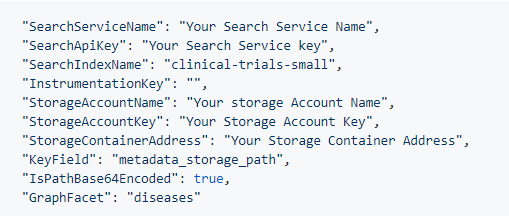 "SearchServiceName": "Your Search Service Name",
"SearchApiKey": "Your Search Service key",
"SearchIndexName": "clinical-trials-small",
"InstrumentationKey": "",
"StorageAccountName": "Your storage Account Name",
"StorageAccountKey": "Your Storage Account Key",
"StorageContainerAddress": "Your Storage Container Address",
"KeyField": "metadata_storage_path",
"IsPathBase64Encoded": true,
"GraphFacet": "diseases"